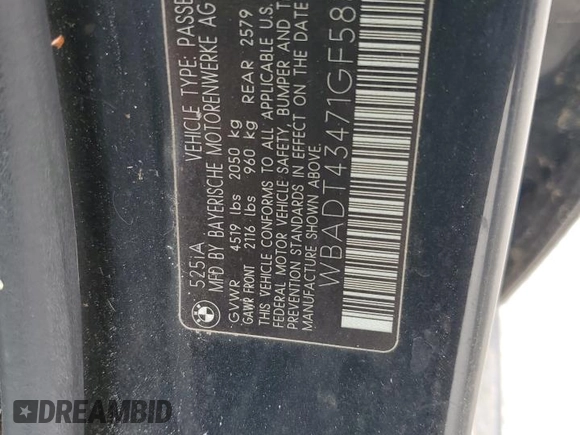 525iA VEHICLE TYPE: PASSE
MFD BY BAYERISCHE MOTORENWERKE AG
GVWR 4519 lbs 2050 kg
GAWR FRONT 2116 lbs 960 kg REAR 2579
THIS VEHICLE CONFORMS TO ALL APPLICABLE U.S.
FEDERAL MOTOR VEHICLE SAFETY, BUMPER AND T
PREVENTION STANDARDS IN EFFECT ON THE DATE
MANUFACTURE SHOWN ABOVE.
WBADT43471GF58
DREAMBID